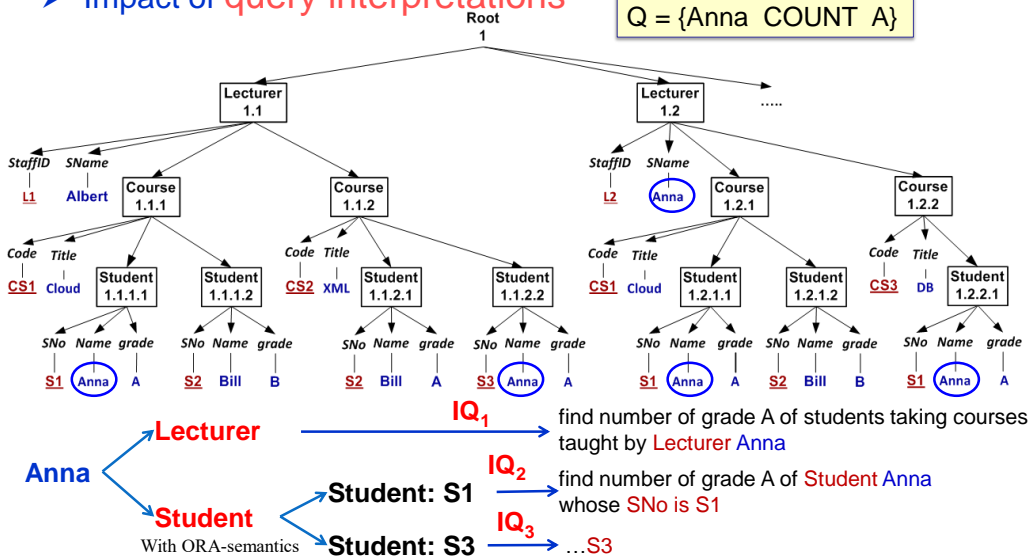 ➤ Impact of query interpretations
Q = {Anna COUNT A}
Root
1
Lecturer
1.1
Lecturer
1.2
.....
StaffID SName
L1 Albert
Course
1.1.1
Course
1.1.2
StaffID SName
L2 Anna
Course
1.2.1
Course
1.2.2
Code Title
CS1 Cloud
Student
1.1.1.1
Student
1.1.1.2
Code Title
CS2 XML
Student
1.1.2.1
Student
1.1.2.2
Code Title
CS1 Cloud
Student
1.2.1.1
Student
1.2.1.2
Code Title
CS3 DB
Student
1.2.2.1
SNo Name grade
S1 Anna A
SNo Name grade
S2 Bill B
SNo Name grade
S2 Bill A
SNo Name grade
S3 Anna A
SNo Name grade
S1 Anna A
SNo Name grade
S2 Bill B
SNo Name grade
S1 Anna A
Anna
Lecturer
IQ1
find number of grade A of students taking courses
taught by Lecturer Anna
Student
With ORA-semantics
Student: S1
IQ2
find number of grade A of Student Anna
whose SNo is S1
Student: S3
IQ3
...S3